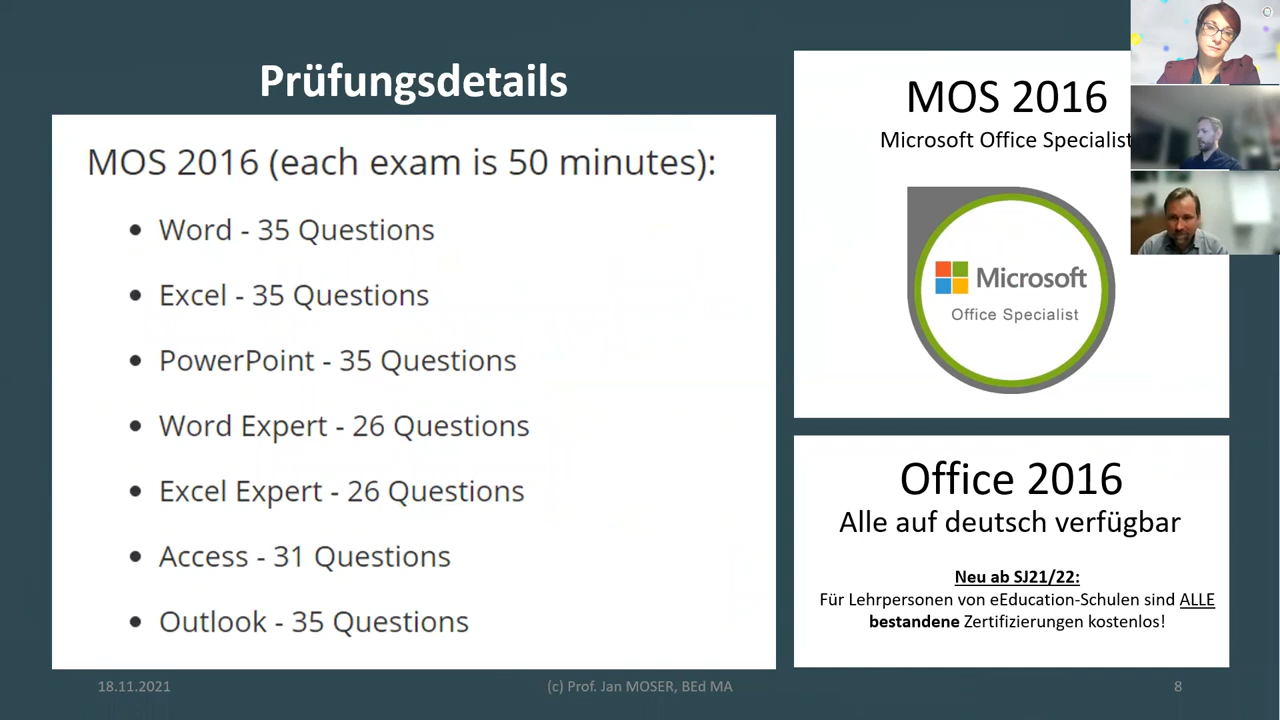 Prüfungsdetails
MOS 2016 (each exam is 50 minutes):
• Word - 35 Questions
• Excel - 35 Questions
• PowerPoint - 35 Questions
• Word Expert - 26 Questions
• Excel Expert - 26 Questions
• Access - 31 Questions
• Outlook - 35 Questions
MOS 2016
Microsoft Office Specialist
Microsoft
Office Specialist
Office 2016
Alle auf deutsch verfügbar
Neu ab SJ21/22:
Für Lehrpersonen von eEducation-Schulen sind ALLE
bestandene Zertifizierungen kostenlos!
18.11.2021
(c) Prof. Jan MOSER, BEd MA
8